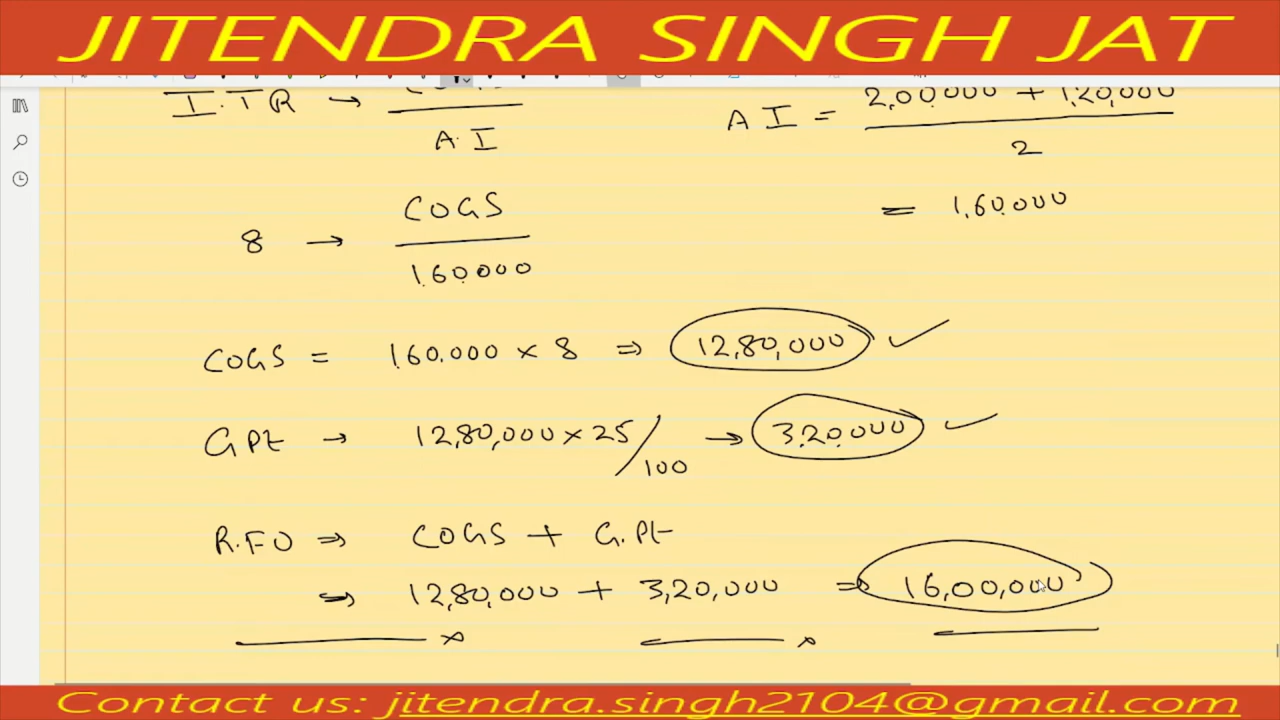 JITENDRA SINGH JAT
I.T R →
A.I
A I = 2,00,000 + 1,20,000
2
= 1,60,000
8 → COGS
1,60,000
COGS = 1,60,000 × 8 ⇒ 12,80,000 ✓
G Pt → 12,80,000 × 25/100 → 3,20,000 ✓
R.F O ⇒ COGS + G.Pt
⇒ 12,80,000 + 3,20,000 ⇒ 16,00,000
Contact us: jitendra.singh2104@gmail.com